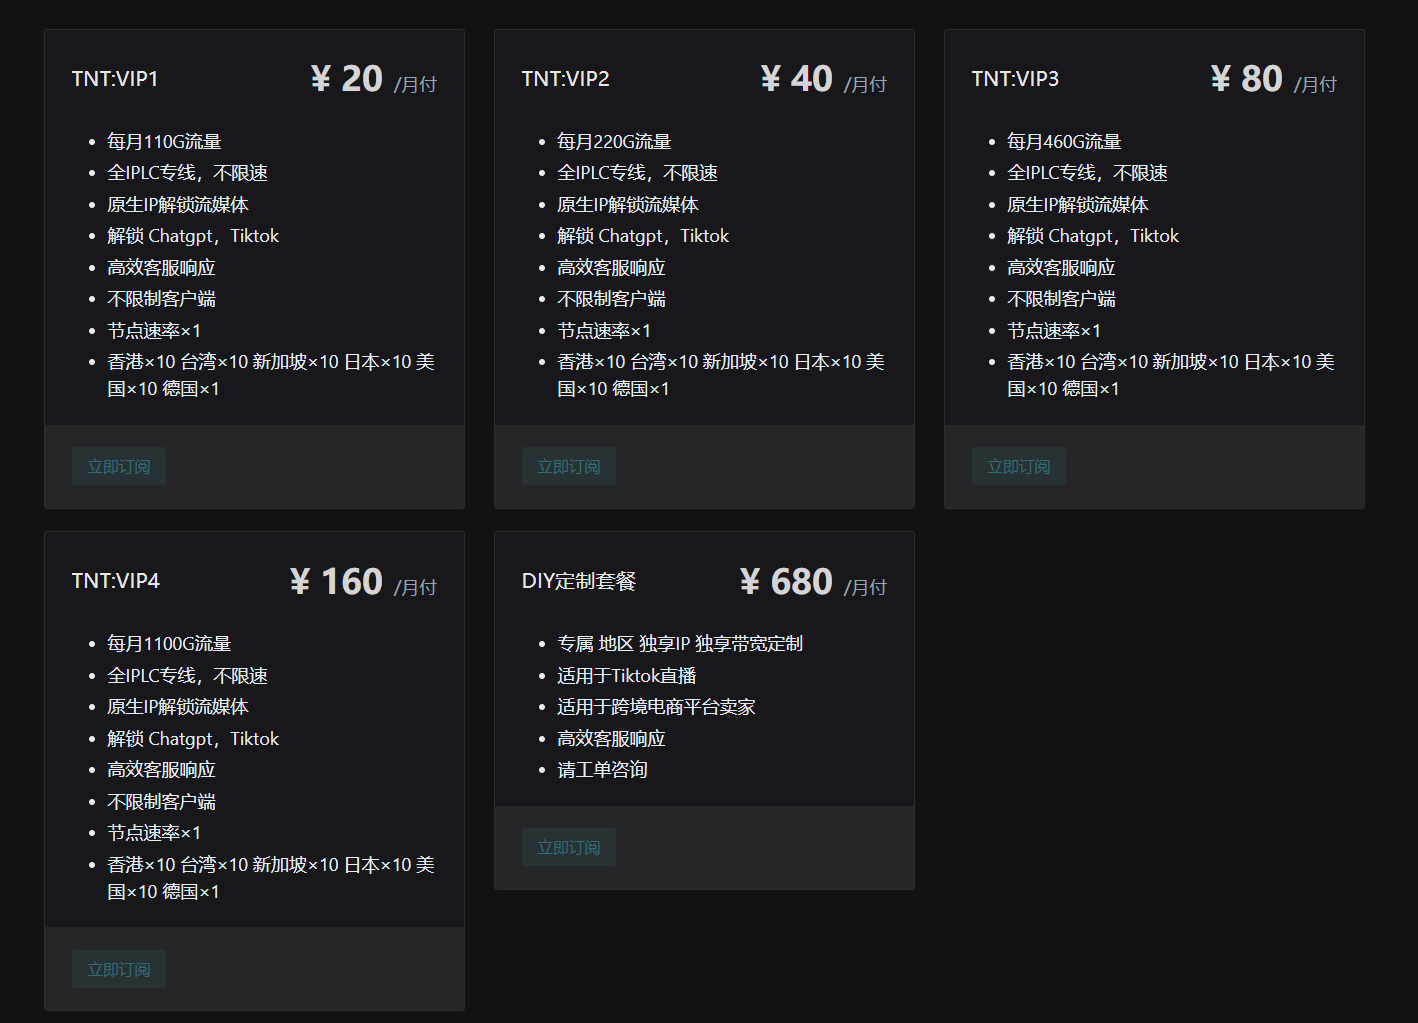 TNT:VIP1
¥ 20 /月付
每月110G流量
全IPLC专线，不限速
原生IP解锁流媒体
解锁 Chatgpt，Tiktok
高效客服响应
不限制客户端
节点速率×1
香港×10 台湾×10 新加坡×10 日本×10 美
国×10 德国×1
立即订阅
TNT:VIP2
¥ 40 /月付
每月220G流量
全IPLC专线，不限速
原生IP解锁流媒体
解锁 Chatgpt，Tiktok
高效客服响应
不限制客户端
节点速率×1
香港×10 台湾×10 新加坡×10 日本×10 美
国×10 德国×1
立即订阅
TNT:VIP3
¥ 80 /月付
每月460G流量
全IPLC专线，不限速
原生IP解锁流媒体
解锁 Chatgpt，Tiktok
高效客服响应
不限制客户端
节点速率×1
香港×10 台湾×10 新加坡×10 日本×10 美
国×10 德国×1
立即订阅
TNT:VIP4
¥ 160 /月付
每月1100G流量
全IPLC专线，不限速
原生IP解锁流媒体
解锁 Chatgpt，Tiktok
高效客服响应
不限制客户端
节点速率×1
香港×10 台湾×10 新加坡×10 日本×10 美
国×10 德国×1
立即订阅
DIY定制套餐
¥ 680 /月付
专属 地区 独享IP 独享带宽定制
适用于Tiktok直播
适用于跨境电商平台卖家
高效客服响应
请工单咨询
立即订阅